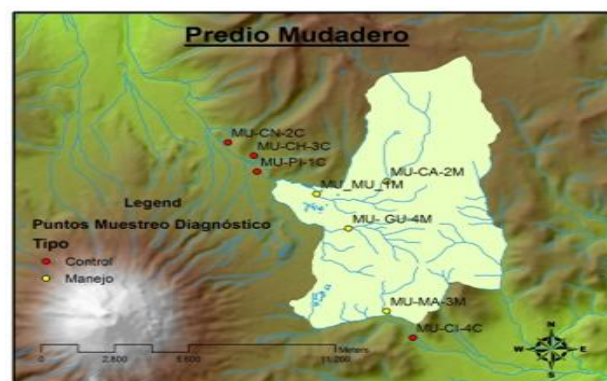 Predio Mudadero
MU-CN-2C
MU-CH-3C
MU-PI-1C
MU-CA-2M
MU_MU_1M
MU- GU-4M
MU-MA-3M
MU-CI-4C
Legend
Puntos Muestreo Diagnóstico
Tipo
Control
Manejo
0 2.800 5.600 11.200
Meters
N
W E
S